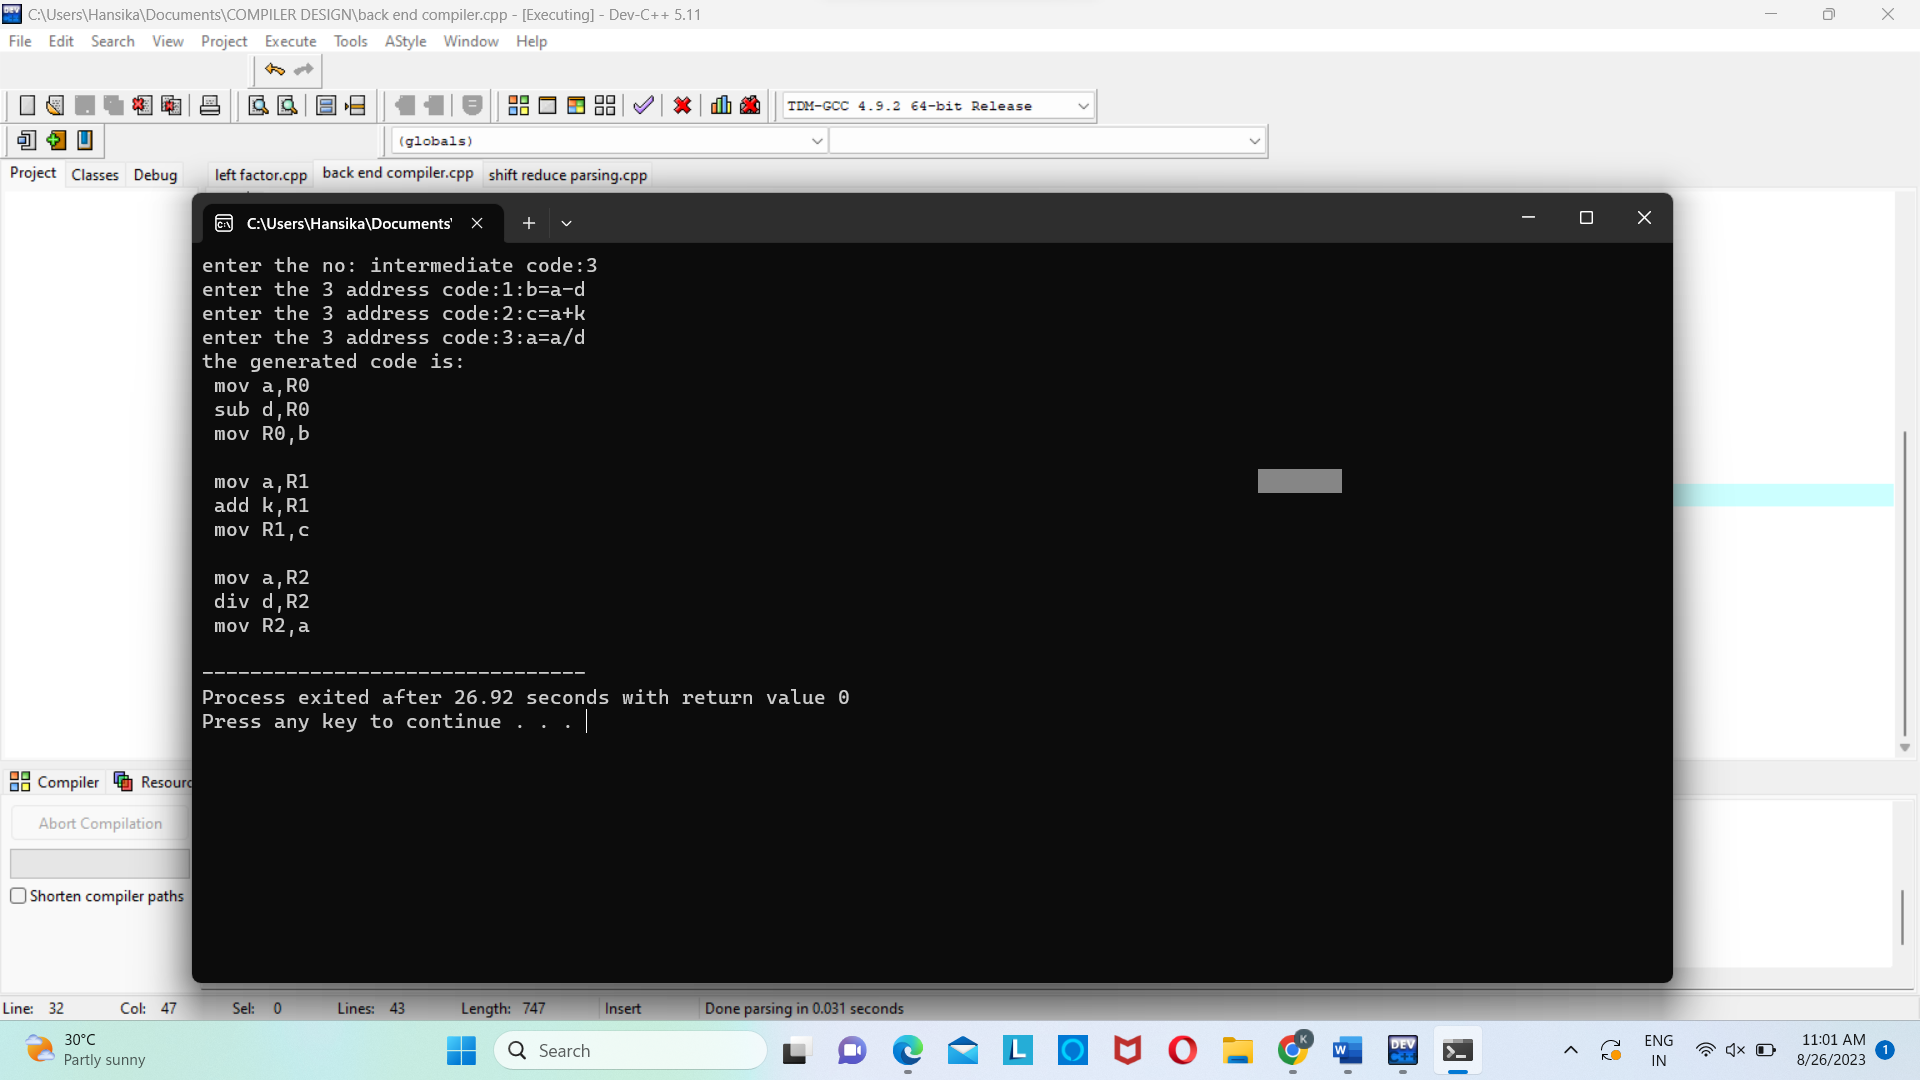 C:\Users\Hansika\Documents\COMPILER DESIGN\back end compiler.cpp - [Executing] - Dev-C++ 5.11
File Edit Search View Project Execute Tools AStyle Window Help
TDM-GCC 4.9.2 64-bit Release
(globals)
Project Classes Debug left factor.cpp back end compiler.cpp shift reduce parsing.cpp
C:\Users\Hansika\Documents\
enter the no: intermediate code:3
enter the 3 address code:1:b=a-d
enter the 3 address code:2:c=a+k
enter the 3 address code:3:a=a/d
the generated code is:
mov a,R0
sub d,R0
mov R0,b
mov a,R1
add k,R1
mov R1,c
mov a,R2
div d,R2
mov R2,a
--------------------------------
Process exited after 26.92 seconds with return value 0
Press any key to continue . . .
Compiler Resourc
Abort Compilation
Shorten compiler paths
Line: 32 Col: 47 Sel: 0 Lines: 43 Length: 747 Insert Done parsing in 0.031 seconds
30°C
Partly sunny
Search
L
K
W
DEV
C++
ENG
IN
11:01 AM
8/26/2023
1